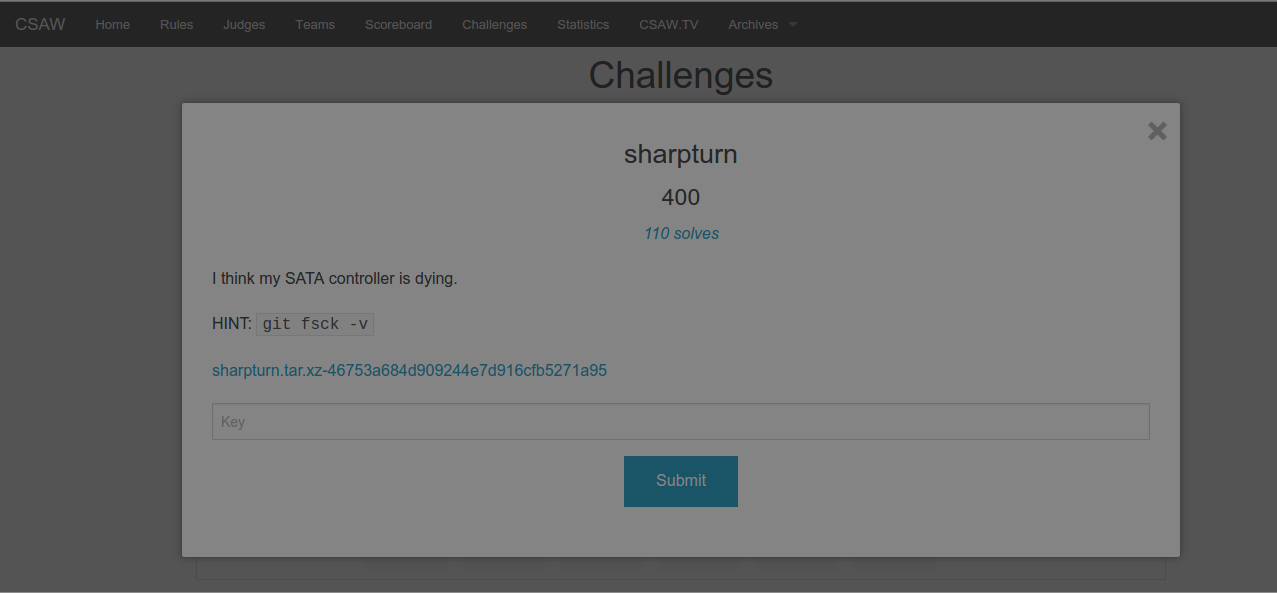 CSAW Home Rules Judges Teams Scoreboard Challenges Statistics CSAW.TV Archives
Challenges
sharpturn
400
110 solves
I think my SATA controller is dying.
HINT: git fsck -v
sharpturn.tar.xz-46753a684d909244e7d916cfb5271a95
Key
Submit